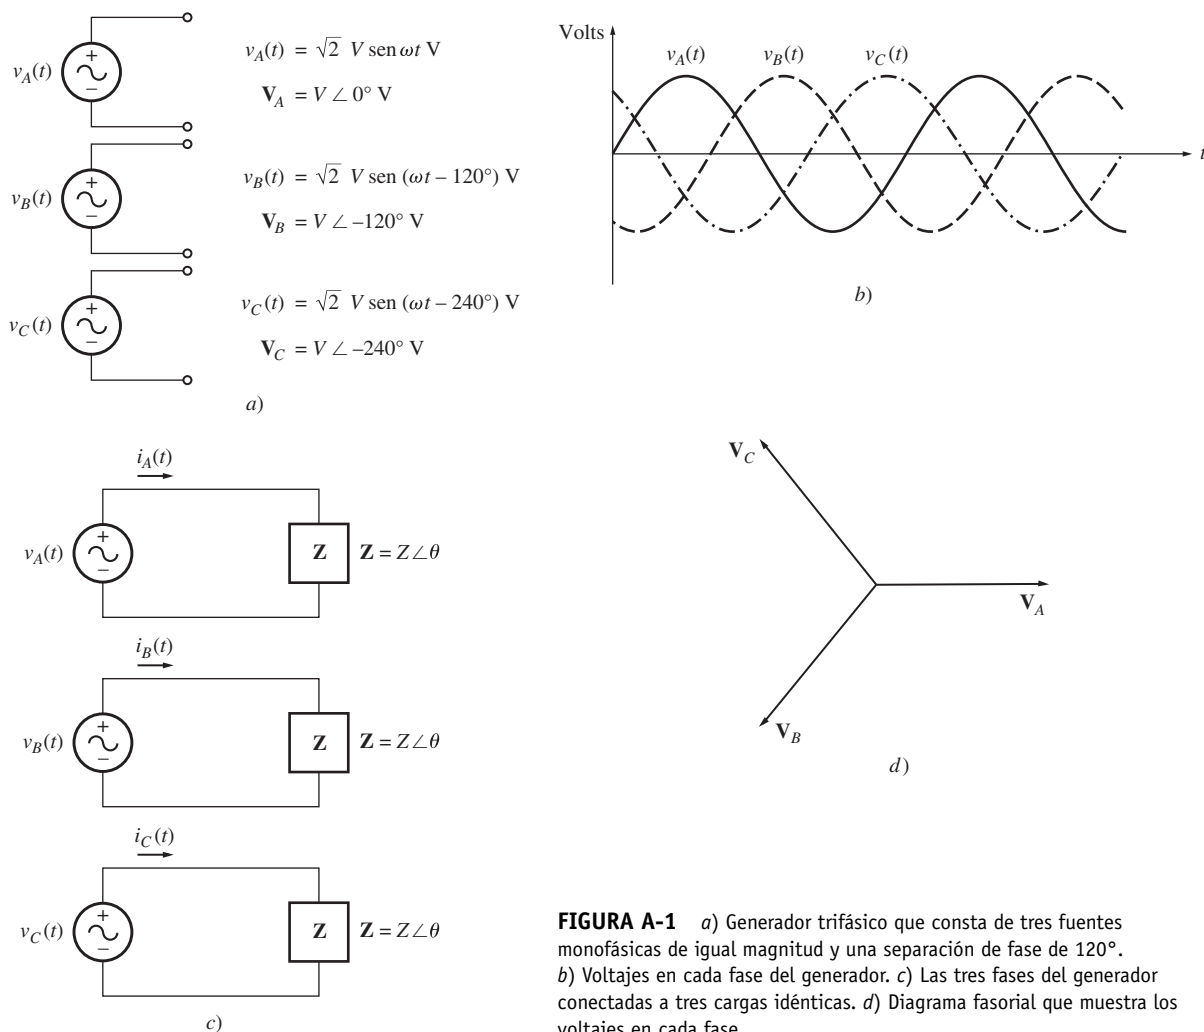 v_A(t)
+
−
v_A(t) = √2 V sen ωt V
V_A = V ∠ 0° V
v_B(t)
+
−
v_B(t) = √2 V sen (ωt – 120°) V
V_B = V ∠ –120° V
v_C(t)
+
−
v_C(t) = √2 V sen (ωt – 240°) V
V_C = V ∠ –240° V
a)
Volts
v_A(t) v_B(t) v_C(t)
t
b)
i_A(t)
v_A(t)
+
−
Z Z = Z∠θ
i_B(t)
v_B(t)
+
−
Z Z = Z∠θ
i_C(t)
v_C(t)
+
−
Z Z = Z∠θ
c)
V_C
V_A
V_B
d)
FIGURA A-1 a) Generador trifásico que consta de tres fuentes
monofásicas de igual magnitud y una separación de fase de 120°.
b) Voltajes en cada fase del generador. c) Las tres fases del generador
conectadas a tres cargas idénticas. d) Diagrama fasorial que muestra los
voltajes en cada fase